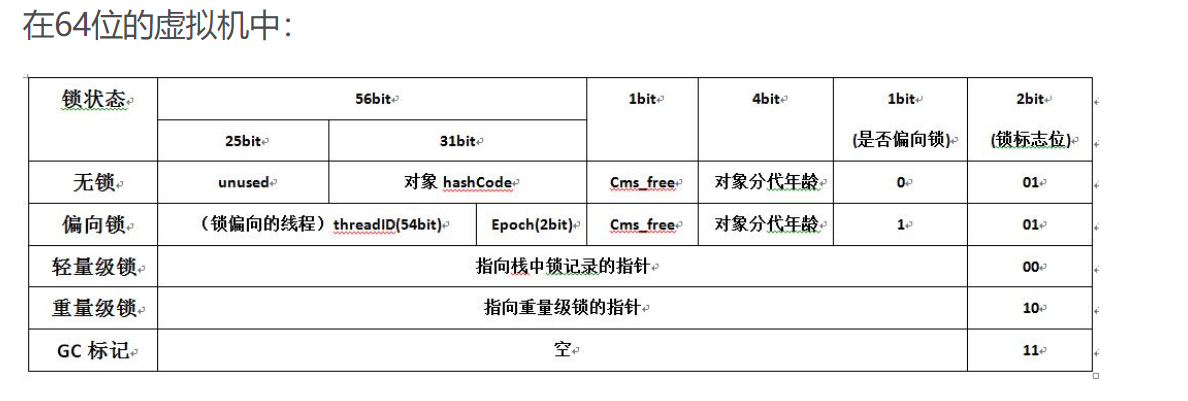 在64位的虚拟机中：
锁状态 56bit 1bit 4bit 1bit 2bit
25bit 31bit (是否偏向锁) (锁标志位)
无锁 unused 对象 hashCode Cms_free 对象分代年龄 0 01
偏向锁 （锁偏向的线程）threadID(54bit) Epoch(2bit) Cms_free 对象分代年龄 1 01
轻量级锁 指向栈中锁记录的指针 00
重量级锁 指向重量级锁的指针 10
GC 标记 空 11